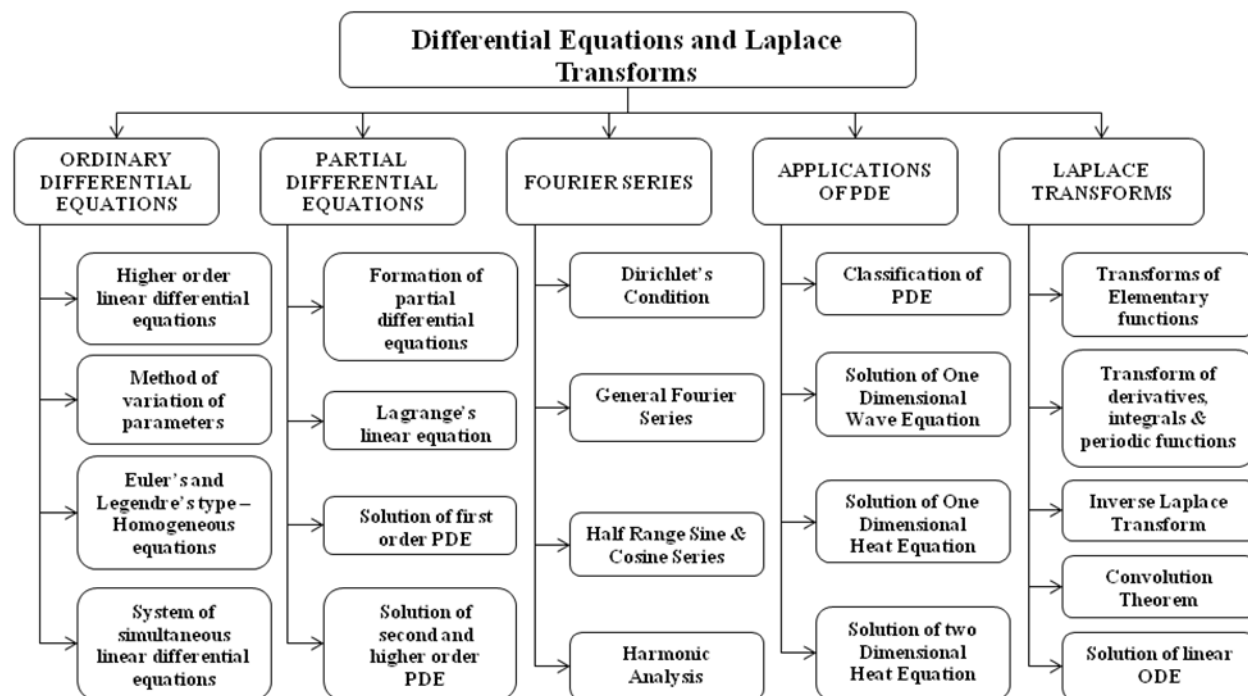 Differential Equations and Laplace
Transforms
ORDINARY
DIFFERENTIAL
EQUATIONS
Higher order
linear differential
equations
Method of
variation of
parameters
Euler’s and
Legendre’s type –
Homogeneous
equations
System of
simultaneous
linear differential
equations
PARTIAL
DIFFERENTIAL
EQUATIONS
Formation of
partial
differential
equations
Lagrange’s
linear equation
Solution of first
order PDE
Solution of
second and
higher order
PDE
FOURIER SERIES
Dirichlet’s
Condition
General Fourier
Series
Half Range Sine &
Cosine Series
Harmonic
Analysis
APPLICATIONS
OF PDE
Classification of
PDE
Solution of One
Dimensional
Wave Equation
Solution of One
Dimensional
Heat Equation
Solution of two
Dimensional
Heat Equation
LAPLACE
TRANSFORMS
Transforms of
Elementary
functions
Transform of
derivatives,
integrals &
periodic functions
Inverse Laplace
Transform
Convolution
Theorem
Solution of linear
ODE